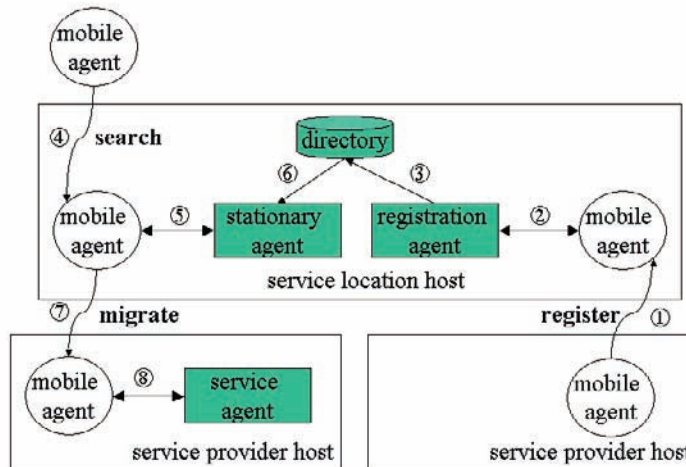 mobile
agent
④ search
directory
⑥ ③
mobile
agent
⑤
stationary
agent
registration
agent
②
mobile
agent
service location host
⑦ migrate
register ①
mobile
agent
⑧
service
agent
service provider host
mobile
agent
service provider host